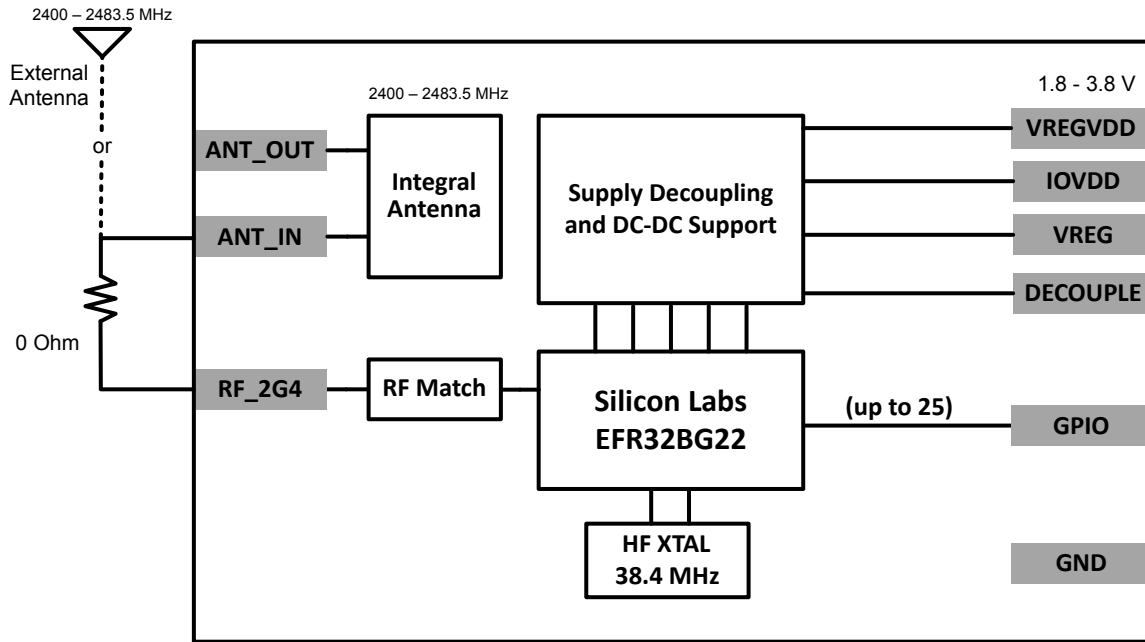 2400 – 2483.5 MHz
External
Antenna
or
0 Ohm
ANT_OUT
ANT_IN
RF_2G4
2400 – 2483.5 MHz
Integral
Antenna
RF Match
Supply Decoupling
and DC-DC Support
Silicon Labs
EFR32BG22
HF XTAL
38.4 MHz
(up to 25)
1.8 - 3.8 V
VREGVDD
IOVDD
VREG
DECOUPLE
GPIO
GND